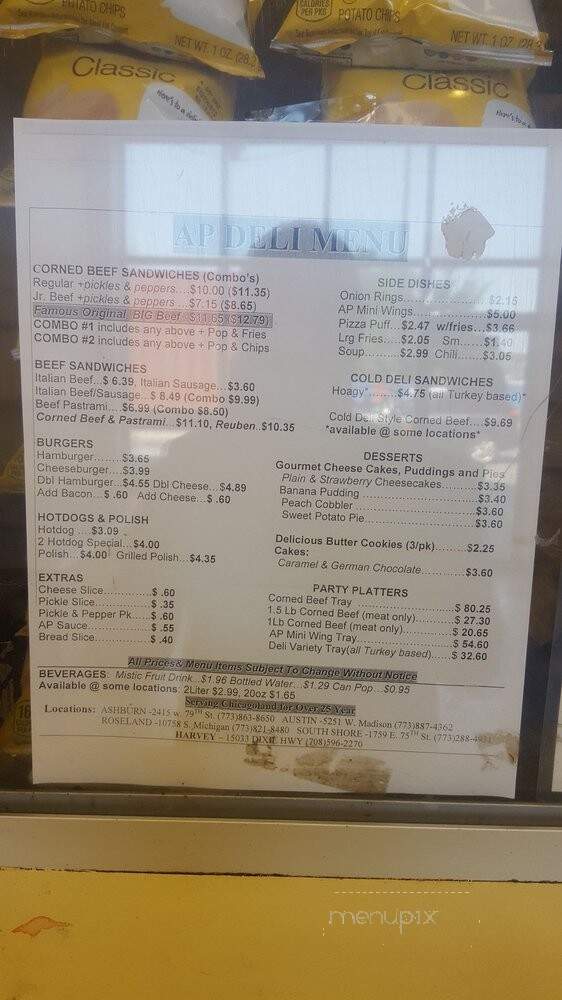 CALORIES
PER PKG
POTATO CHIPS
POTATO CHIPS
NET WT. 1 OZ. (28.3
NET WT. 1 OZ (28.3
Classic
Classic
AP DELI MENU
CORNED BEEF SANDWICHES (Combo's)
Regular +pickles & peppers....$10.00 ($11.35)
Jr. Beef +pickles & peppers....$7.15 ($8.65)
Famous Original, BIG Beef $11.65 ($12.79)
COMBO #1 includes any above + Pop & Fries
COMBO #2 includes any above + Pop & Chips
BEEF SANDWICHES
Italian Beef...$ 6.39, Italian Sausage...$3.60
Italian Beef/Sausage...$ 8.49 (Combo $9.99)
Beef Pastrami...$6.99 (Combo $8.50)
Corned Beef & Pastrami...$11.10, Reuben.$10.35
BURGERS
Hamburger.......$3.65
Cheeseburger....$3.99
Dbl Hamburger..$4.55 Dbl Cheese...$4.89
Add Bacon...$ .60 Add Cheese...$ .60
HOTDOGS & POLISH
Hotdog ....$3.09
2 Hotdog Special...$4.00
Polish...$4.00 Grilled Polish...$4.35
EXTRAS
Cheese Slice..............$ .60
Pickle Slice................$ .35
Pickle & Pepper Pk.....$ .60
AP Sauce...................$ .55
Bread Slice................$ .40
SIDE DISHES
Onion Rings....................$2.15
AP Mini Wings................$5.00
Pizza Puff...$2.47 w/fries...$3.66
Lrg Fries....$2.05 Sm.....$1.40
Soup........$2.99 Chili.....$3.05
COLD DELI SANDWICHES
Hoagy*........$4.75 (all Turkey based)*
Cold Deli Style Corned Beef....$9.69
*available @ some locations*
DESSERTS
Gourmet Cheese Cakes, Puddings and Pies
Plain & Strawberry Cheesecakes.........$3.35
Banana Pudding ................................$3.40
Peach Cobbler ..................................$3.60
Sweet Potato Pie...............................$3.60
Delicious Butter Cookies (3/pk).........$2.25
Cakes:
Caramel & German Chocolate............$3.60
PARTY PLATTERS
Corned Beef Tray ..........................$ 80.25
1.5 Lb Corned Beef (meat only).........$ 27.30
1Lb Corned Beef (meat only)............$ 20.65
AP Mini Wing Tray..........................$ 54.60
Deli Variety Tray(all Turkey based)......$ 32.60
All Prices& Menu Items Subject To Change Without Notice
BEVERAGES: Mistic Fruit Drink...$1.96 Bottled Water...$1.29 Can Pop...$0.95
Available @ some locations: 2Liter $2.99, 20oz $1.65
Serving Chicagoland for Over 25 Year
Locations: ASHBURN -2415 w. 79TH St. (773)863-8650 AUSTIN -5251 W. Madison (773)887-4362
ROSELAND -10758 S. Michigan (773)821-8480 SOUTH SHORE -1759 E. 75TH St. (773)288-
HARVEY – 15033 DIXIE HWY (708)596-2270
menupix